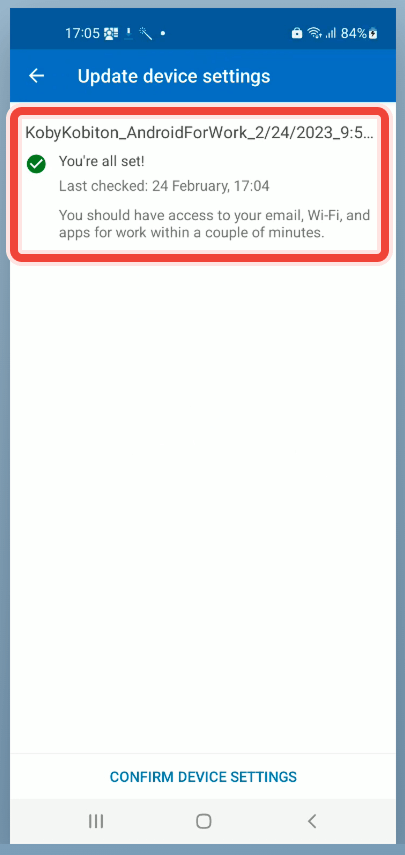 17:05
84%
Update device settings
KobyKobiton_AndroidForWork_2/24/2023_9:5...
You're all set!
Last checked: 24 February, 17:04
You should have access to your email, Wi-Fi, and
apps for work within a couple of minutes.
CONFIRM DEVICE SETTINGS